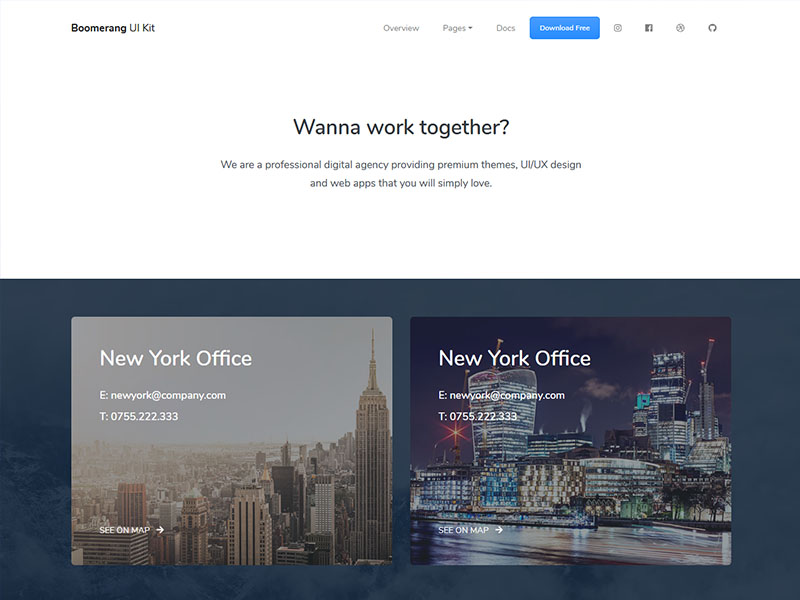 Boomerang UI Kit
Overview
Pages
Docs
Download Free
Wanna work together?
We are a professional digital agency providing premium themes, UI/UX design
and web apps that you will simply love.
New York Office
E: newyork@company.com
T: 0755.222.333
SEE ON MAP
New York Office
E: newyork@company.com
T: 0755.222.333
SEE ON MAP